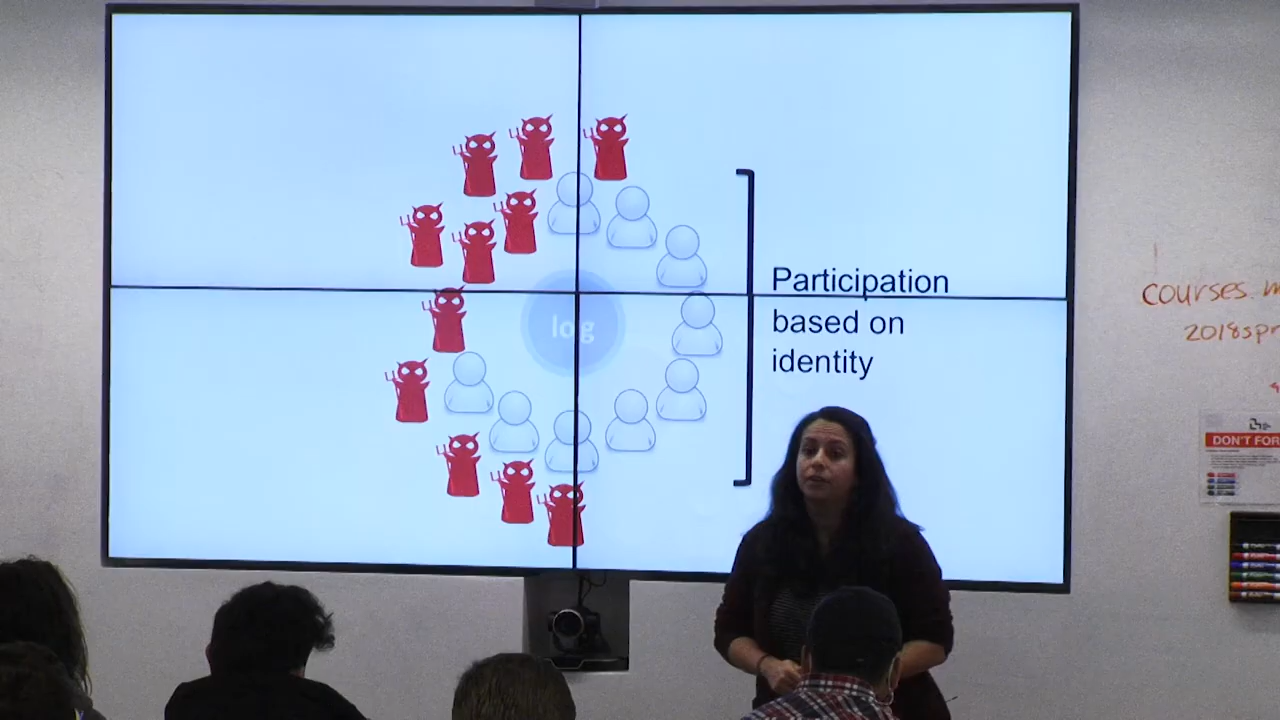 log
Participation
based on
identity
courses.
2018sp
DON'T FOR